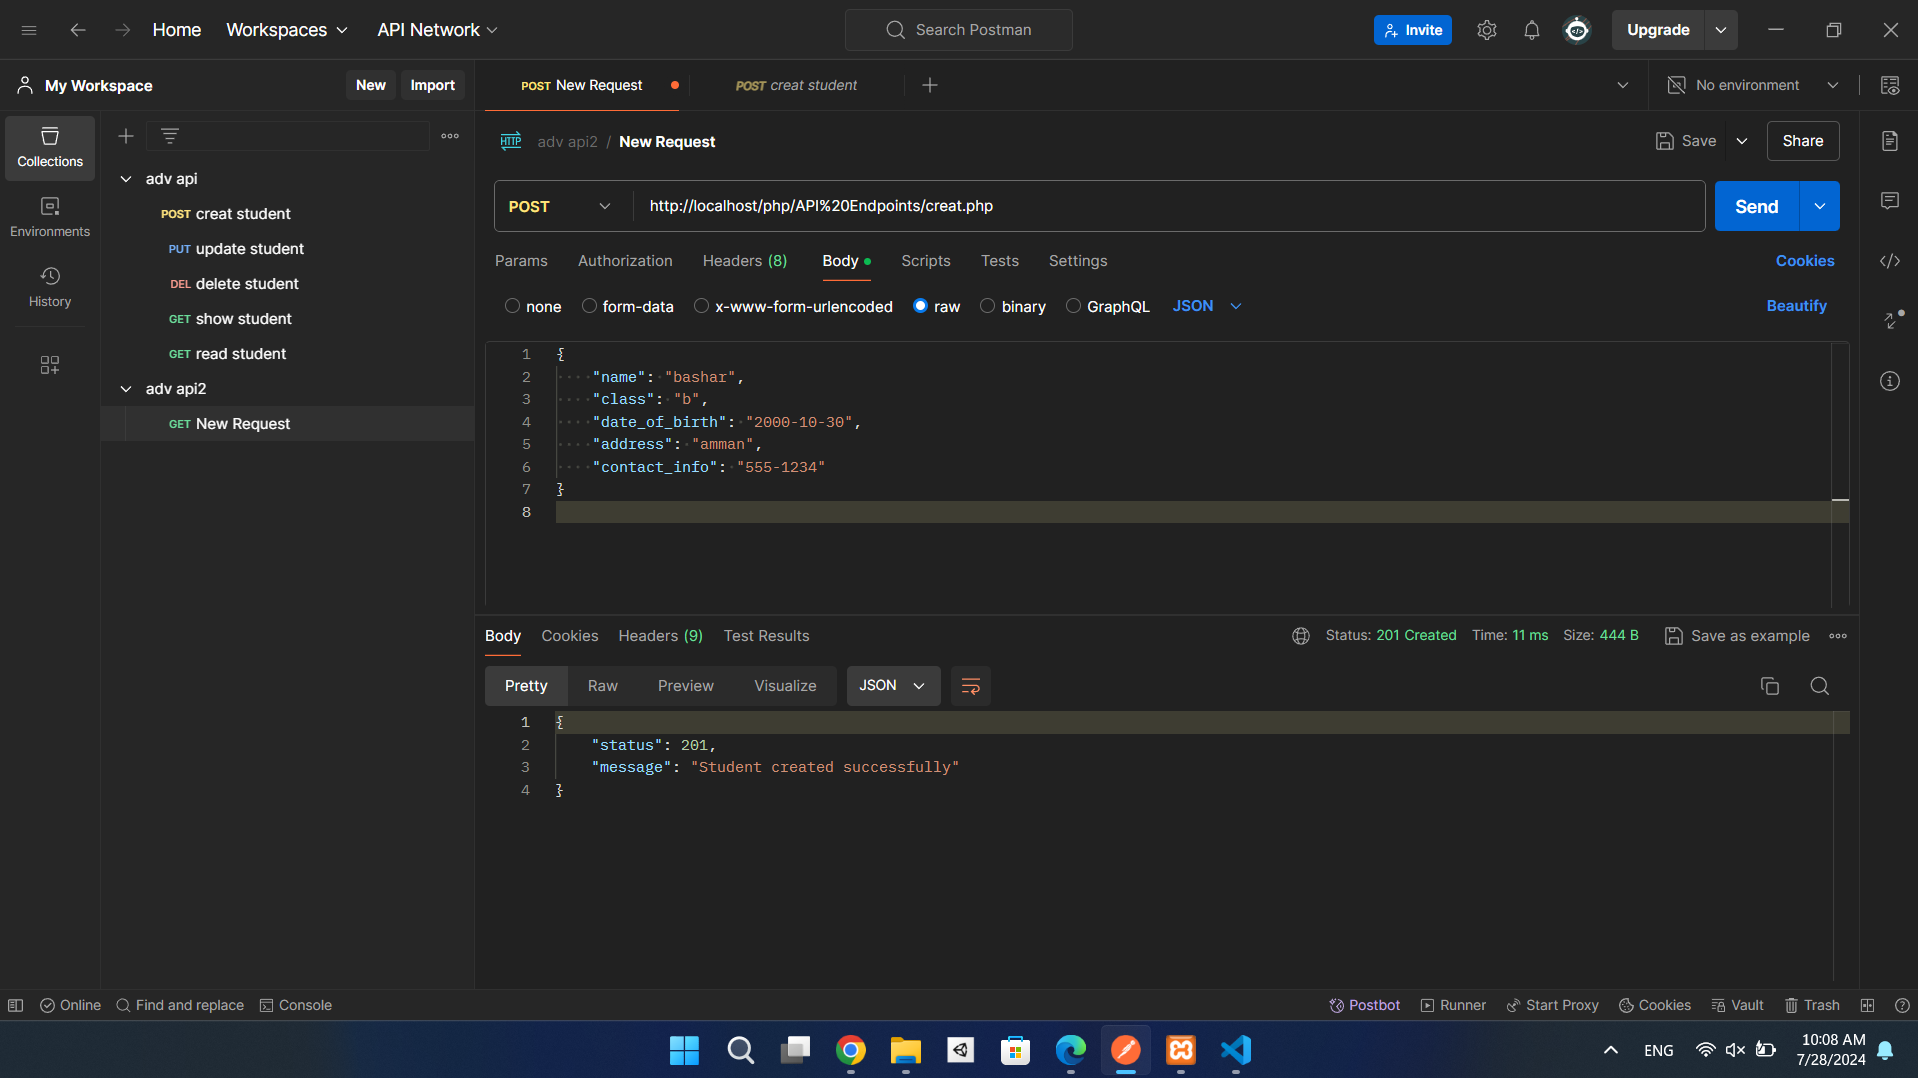 Home Workspaces API Network Search Postman Invite Upgrade
My Workspace New Import POST New Request POST creat student No environment
Collections
Environments
History
adv api
POST creat student
PUT update student
DEL delete student
GET show student
GET read student
adv api2
GET New Request
HTTP adv api2 / New Request Save Share
POST http://localhost/php/API%20Endpoints/creat.php Send
Params Authorization Headers (8) Body Scripts Tests Settings Cookies
none form-data x-www-form-urlencoded raw binary GraphQL JSON Beautify
1 {
2 "name": "bashar",
3 "class": "b",
4 "date_of_birth": "2000-10-30",
5 "address": "amman",
6 "contact_info": "555-1234"
7 }
8
Body Cookies Headers (9) Test Results Status: 201 Created Time: 11 ms Size: 444 B Save as example
Pretty Raw Preview Visualize JSON
1 {
2 "status": 201,
3 "message": "Student created successfully"
4 }
Online Find and replace Console Postbot Runner Start Proxy Cookies Vault Trash
ENG 10:08 AM
7/28/2024